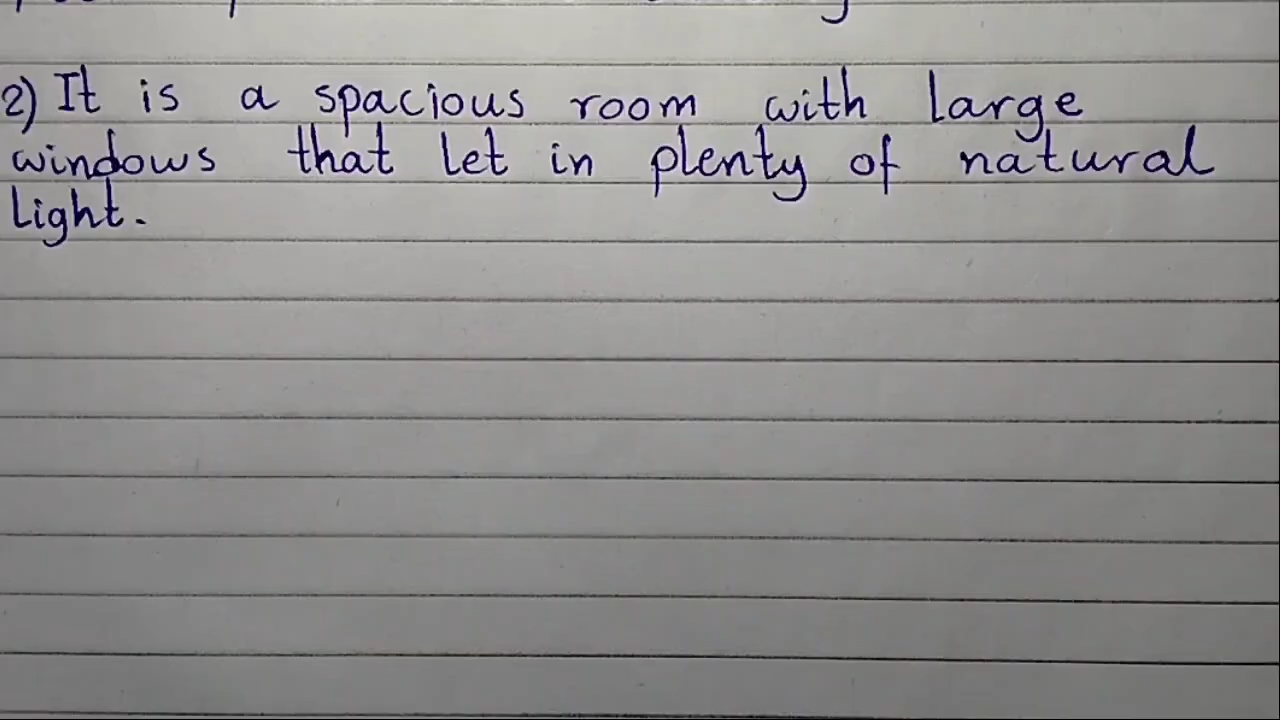 2) It is a spacious room with large
windows that let in plenty of natural
light.